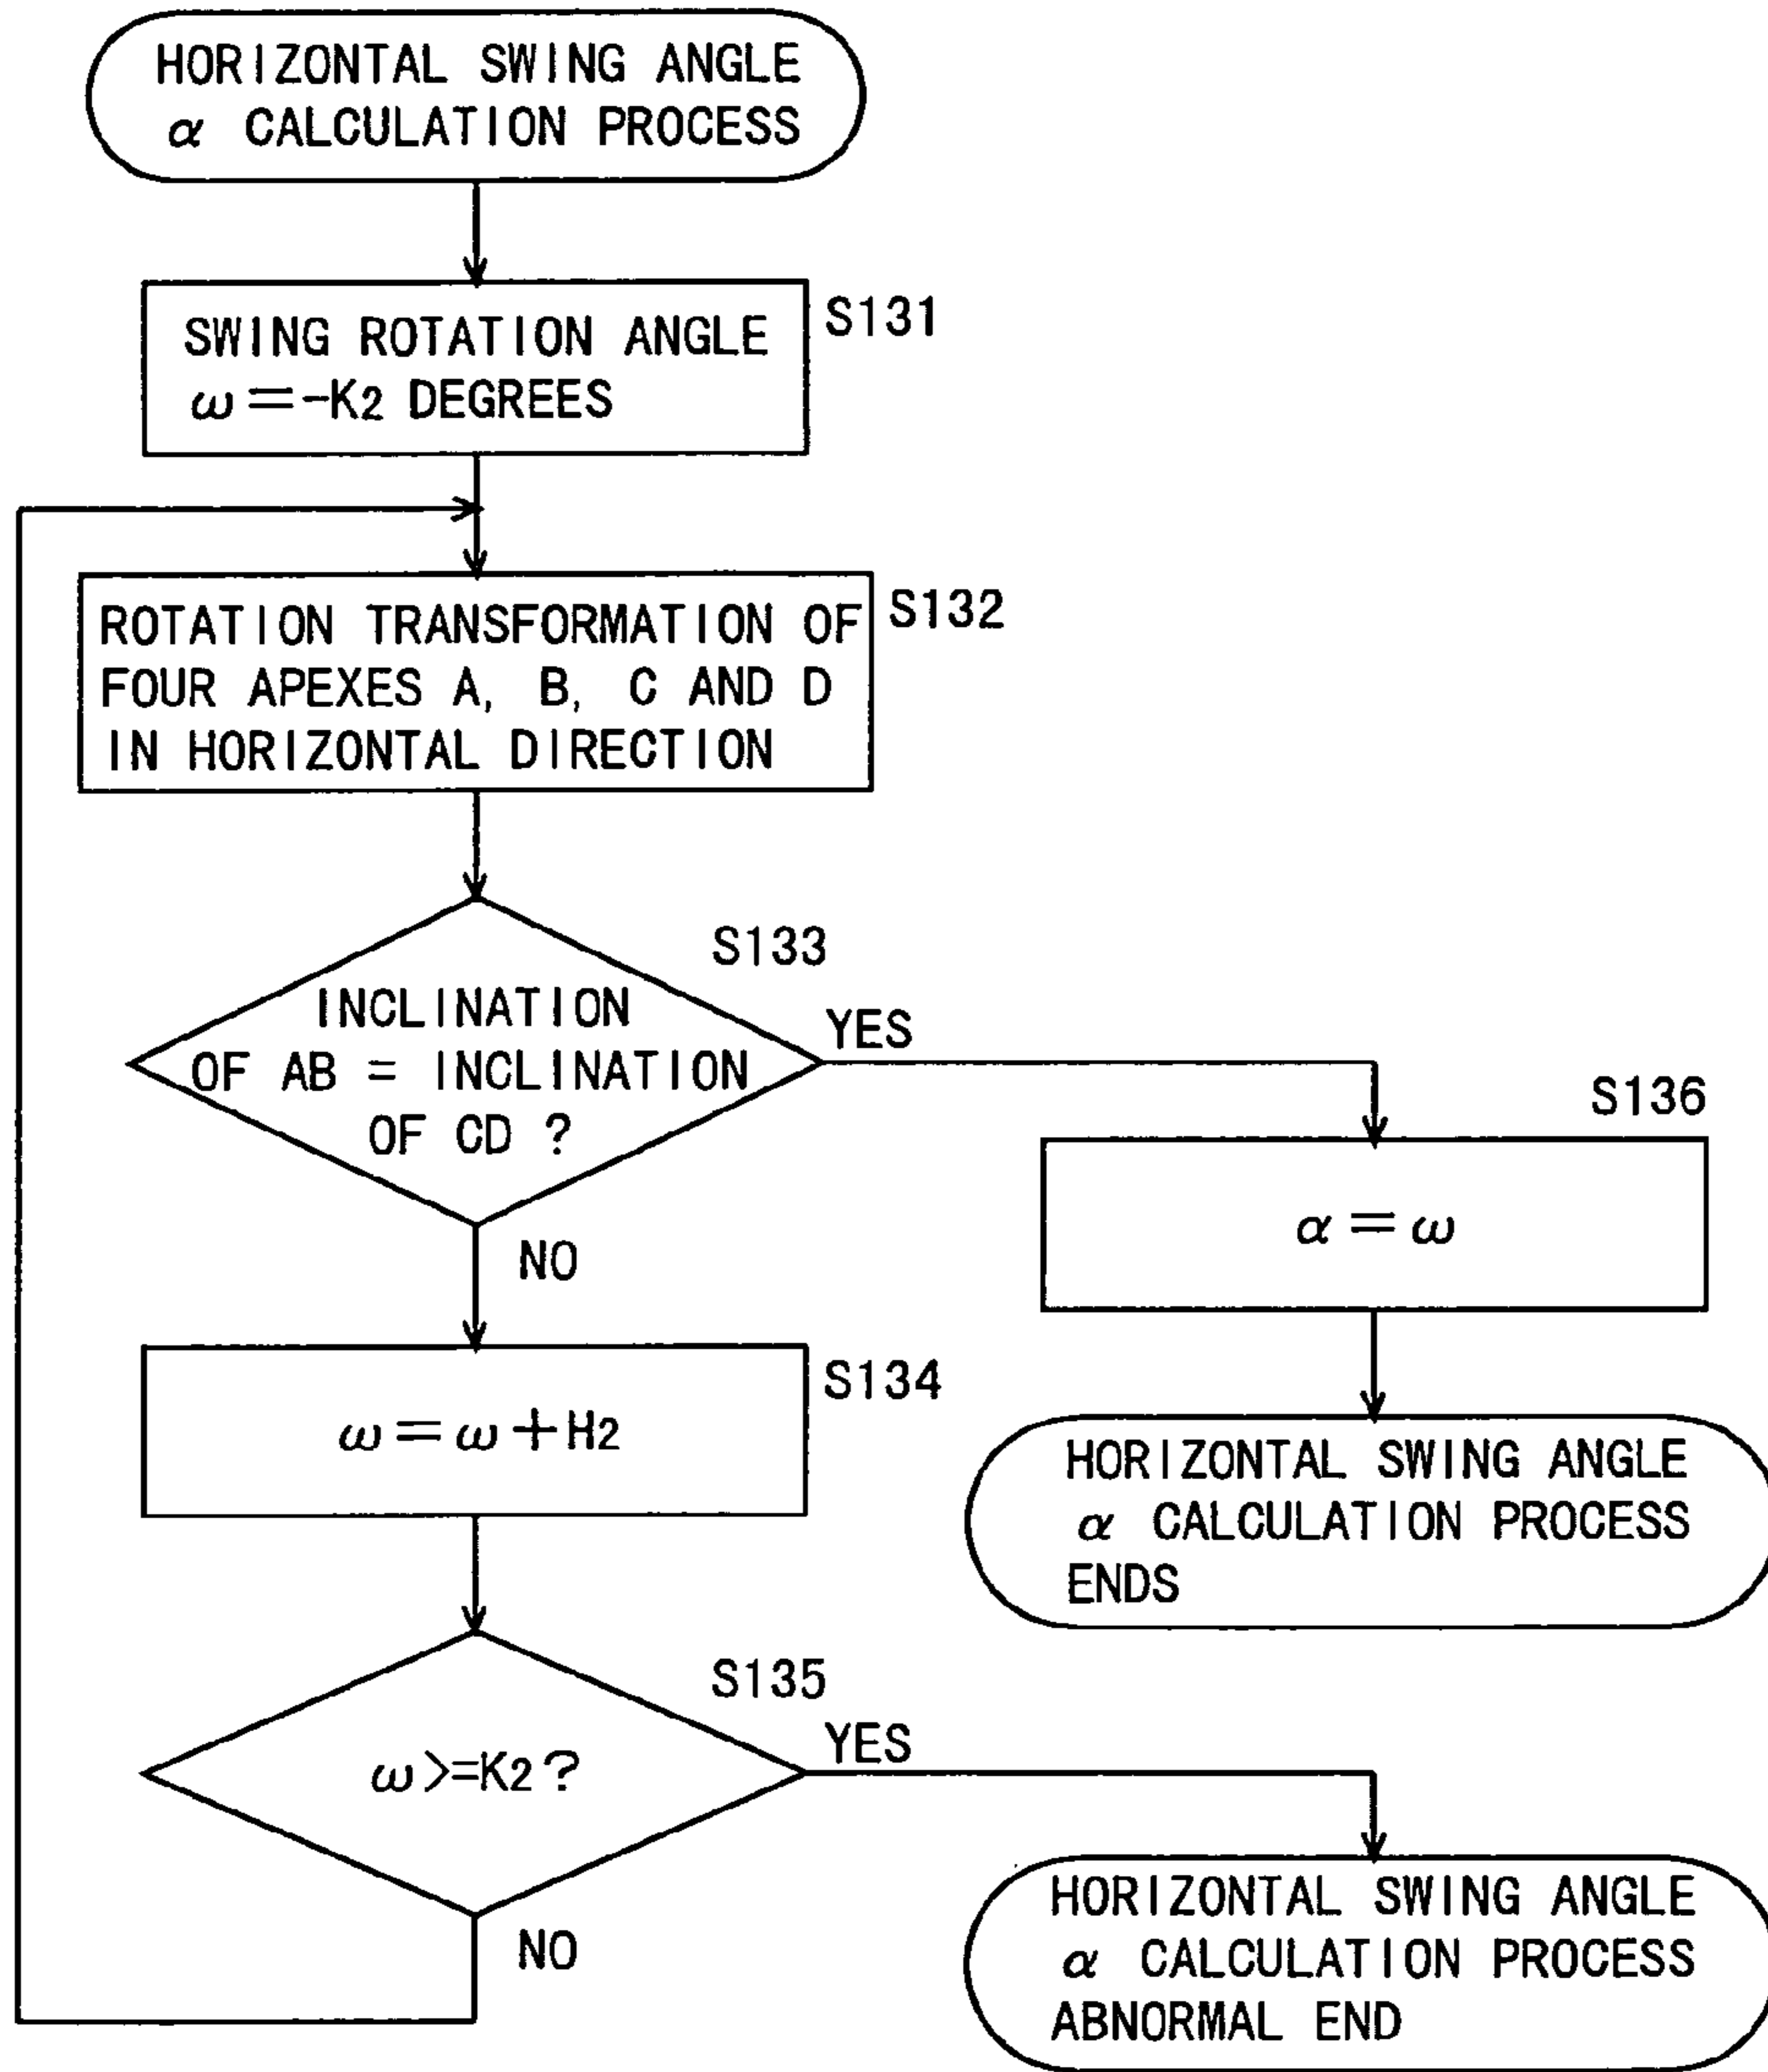 HORIZONTAL SWING ANGLE
α CALCULATION PROCESS
SWING ROTATION ANGLE
ω=-K2 DEGREES
S131
ROTATION TRANSFORMATION OF
FOUR APEXES A, B, C AND D
IN HORIZONTAL DIRECTION
S132
S133
INCLINATION
OF AB = INCLINATION
OF CD ?
YES
NO
S136
α=ω
HORIZONTAL SWING ANGLE
α CALCULATION PROCESS
ENDS
S134
ω=ω+H2
S135
ω>=K2?
YES
NO
HORIZONTAL SWING ANGLE
α CALCULATION PROCESS
ABNORMAL END